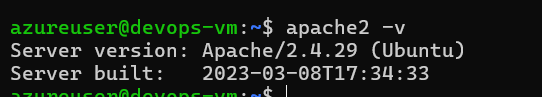 azureuser@devops-vm:~$ apache2 -v
Server version: Apache/2.4.29 (Ubuntu)
Server built:   2023-03-08T17:34:33
azureuser@devops-vm:~$